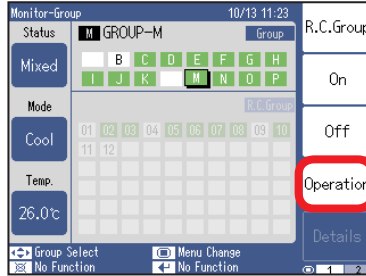 Monitor-Group 10/13 11:23
Status
Mixed
Mode
Cool
Temp.
26.0℃
M GROUP-M Group
B C D E F G H
I J K M N O P
R.C.Group
01 02 03 04 05 06 07 08 09 10
11 12
Group Select Menu Change
No Function No Function
R.C.Group
On
Off
Operation
Details
1 2